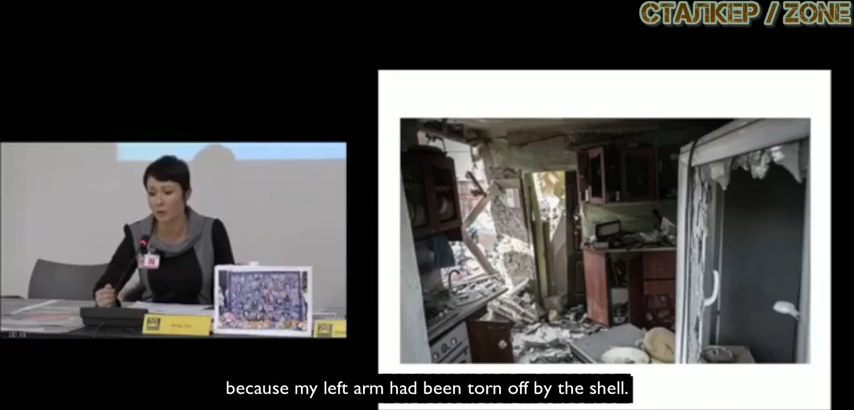 СТАЛКЕР / ZONE
because my left arm had been torn off by the shell.